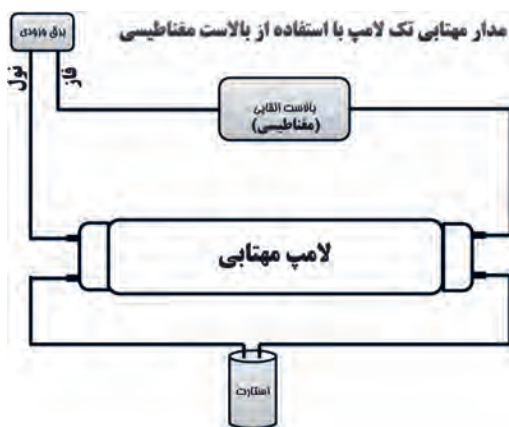 مدار مهتابی تک لامپ با استفاده از بالاست مغناطیسی
برق ورودی
نول
فاز
بالاست القایی
(مغناطیسی)
لامپ مهتابی
استارت